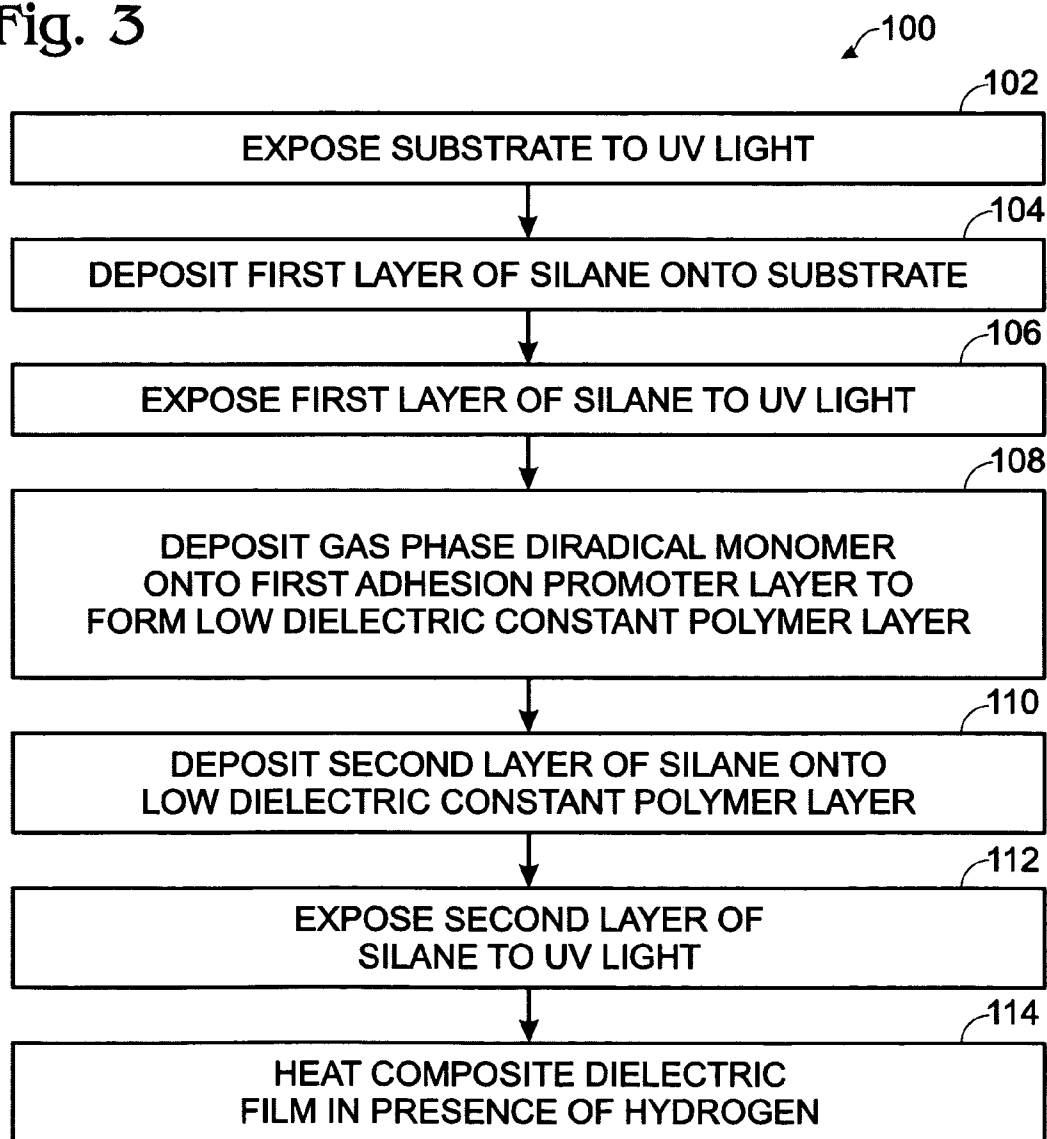 Fig. 3
100
102
EXPOSE SUBSTRATE TO UV LIGHT
104
DEPOSIT FIRST LAYER OF SILANE ONTO SUBSTRATE
106
EXPOSE FIRST LAYER OF SILANE TO UV LIGHT
108
DEPOSIT GAS PHASE DIRADICAL MONOMER
ONTO FIRST ADHESION PROMOTER LAYER TO
FORM LOW DIELECTRIC CONSTANT POLYMER LAYER
110
DEPOSIT SECOND LAYER OF SILANE ONTO
LOW DIELECTRIC CONSTANT POLYMER LAYER
112
EXPOSE SECOND LAYER OF
SILANE TO UV LIGHT
114
HEAT COMPOSITE DIELECTRIC
FILM IN PRESENCE OF HYDROGEN